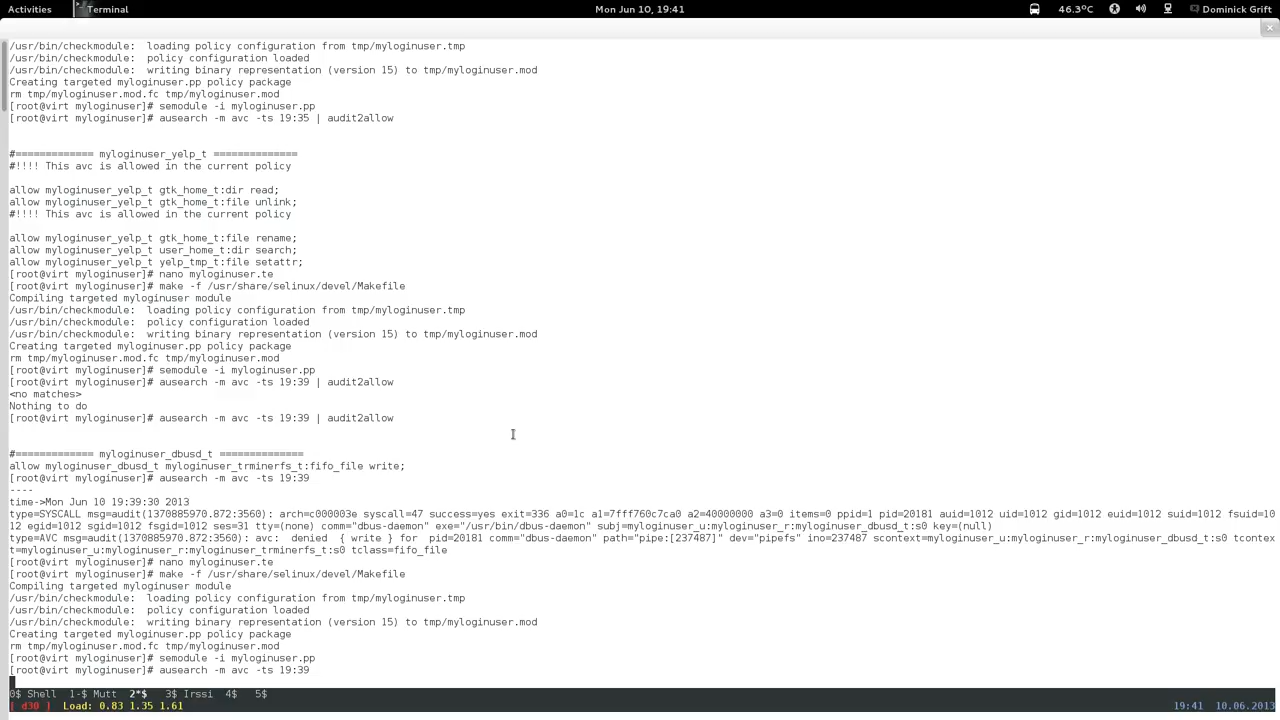 Activities Terminal Mon Jun 10, 19:41 46.3°C Dominick Grift
/usr/bin/checkmodule:  loading policy configuration from tmp/myloginuser.tmp
/usr/bin/checkmodule:  policy configuration loaded
/usr/bin/checkmodule:  writing binary representation (version 15) to tmp/myloginuser.mod
Creating targeted myloginuser.pp policy package
rm tmp/myloginuser.mod.fc tmp/myloginuser.mod
[root@virt myloginuser]# semodule -i myloginuser.pp
[root@virt myloginuser]# ausearch -m avc -ts 19:35 | audit2allow
#============= myloginuser_yelp_t ==============
#!!!! This avc is allowed in the current policy
allow myloginuser_yelp_t gtk_home_t:dir read;
allow myloginuser_yelp_t gtk_home_t:file unlink;
#!!!! This avc is allowed in the current policy
allow myloginuser_yelp_t gtk_home_t:file rename;
allow myloginuser_yelp_t user_home_t:dir search;
allow myloginuser_yelp_t yelp_tmp_t:file setattr;
[root@virt myloginuser]# nano myloginuser.te
[root@virt myloginuser]# make -f /usr/share/selinux/devel/Makefile
Compiling targeted myloginuser module
/usr/bin/checkmodule:  loading policy configuration from tmp/myloginuser.tmp
/usr/bin/checkmodule:  policy configuration loaded
/usr/bin/checkmodule:  writing binary representation (version 15) to tmp/myloginuser.mod
Creating targeted myloginuser.pp policy package
rm tmp/myloginuser.mod.fc tmp/myloginuser.mod
[root@virt myloginuser]# semodule -i myloginuser.pp
[root@virt myloginuser]# ausearch -m avc -ts 19:39 | audit2allow
<no matches>
Nothing to do
[root@virt myloginuser]# ausearch -m avc -ts 19:39 | audit2allow
#============= myloginuser_dbusd_t ==============
allow myloginuser_dbusd_t myloginuser_trminerfs_t:fifo_file write;
[root@virt myloginuser]# ausearch -m avc -ts 19:39
----
time->Mon Jun 10 19:39:30 2013
type=SYSCALL msg=audit(1370885970.872:3560): arch=c000003e syscall=47 success=yes exit=336 a0=1c a1=7fff760c7ca0 a2=40000000 a3=0 items=0 ppid=1 pid=20181 auid=1012 uid=1012 gid=1012 euid=1012 suid=1012 fsuid=10
12 egid=1012 sgid=1012 fsgid=1012 ses=31 tty=(none) comm="dbus-daemon" exe="/usr/bin/dbus-daemon" subj=myloginuser_u:myloginuser_r:myloginuser_dbusd_t:s0 key=(null)
type=AVC msg=audit(1370885970.872:3560): avc:  denied  { write } for  pid=20181 comm="dbus-daemon" path="pipe:[237487]" dev="pipefs" ino=237487 scontext=myloginuser_u:myloginuser_r:myloginuser_dbusd_t:s0 tcontex
t=myloginuser_u:myloginuser_r:myloginuser_trminerfs_t:s0 tclass=fifo_file
[root@virt myloginuser]# nano myloginuser.te
[root@virt myloginuser]# make -f /usr/share/selinux/devel/Makefile
Compiling targeted myloginuser module
/usr/bin/checkmodule:  loading policy configuration from tmp/myloginuser.tmp
/usr/bin/checkmodule:  policy configuration loaded
/usr/bin/checkmodule:  writing binary representation (version 15) to tmp/myloginuser.mod
Creating targeted myloginuser.pp policy package
rm tmp/myloginuser.mod.fc tmp/myloginuser.mod
[root@virt myloginuser]# semodule -i myloginuser.pp
[root@virt myloginuser]# ausearch -m avc -ts 19:39
0$ Shell  1-$ Mutt  2*$  3$ Irssi  4$  5$
[ d30 ]  Load: 0.83 1.35 1.61 19:41  10.06.2013